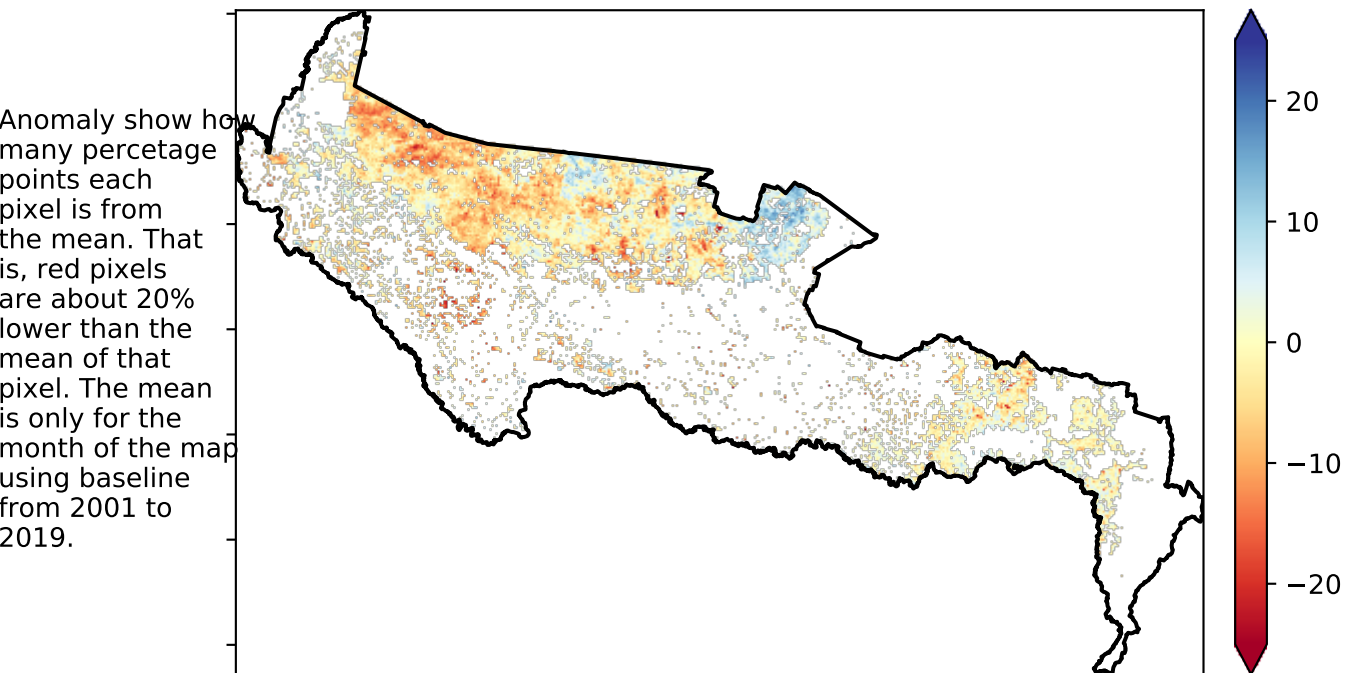 Anomaly show how
many percetage
points each
pixel is from
the mean. That
is, red pixels
are about 20%
lower than the
mean of that
pixel. The mean
is only for the
month of the map
using baseline
from 2001 to
2019.
20
10
0
−10
−20